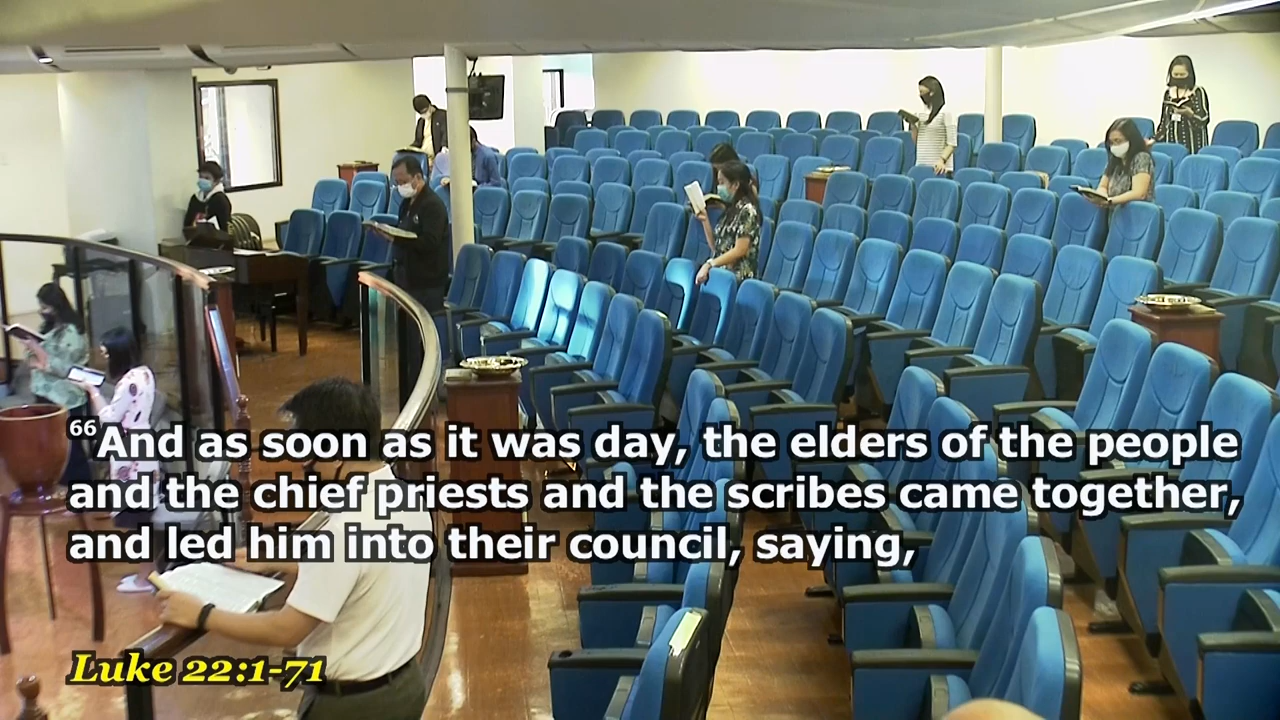 66And as soon as it was day, the elders of the people
and the chief priests and the scribes came together,
and led him into their council, saying,
Luke 22:1-71